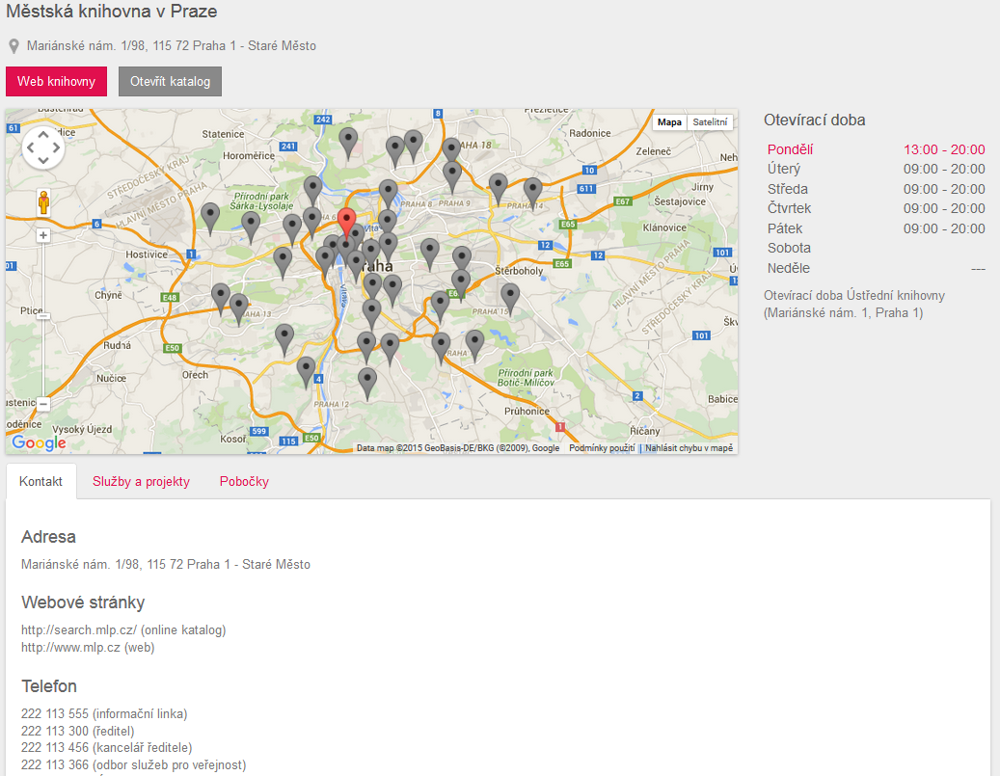 Městská knihovna v Praze
Mariánské nám. 1/98, 115 72 Praha 1 - Staré Město
Web knihovny
Otevřít katalog
Mapa
Satelitní
242
8
61
Statenice
241
Horoměřice
Radonice
Zeleneč
10
Jirny
611
STŘEDOČESKÝ KRAJ
HLAVNÍ MĚSTO PRAHA
Přírodní park
Šárka-Lysolaje
PRAHA 8
PRAHA 9
PRAHA14
E67
Šestajovice
6
E65
Klánovice
Hostivice
1
12
12
101
E65
Štěrboholy
HLAVNÍ MĚSTO PRAHA
STŘEDOČESKÝ KRAJ
Chýně
E48
Vltava
Ptice
PRAHA 13
PRAHA 15
101
Rudná
E50
Nučice
Ořech
4
Přírodní park
Botič-Milíčov
2
PRAHA 12
Průhonice
1
Babice
Vysoký Újezd
599
Kosoř
115
E50
Říčany
Google
Data map ©2015 GeoBasis-DE/BKG (©2009), Google
Podmínky použití
Nahlásit chybu v mapě
Otevírací doba
Pondělí 13:00 - 20:00
Úterý 09:00 - 20:00
Středa 09:00 - 20:00
Čtvrtek 09:00 - 20:00
Pátek 09:00 - 20:00
Sobota
Neděle ---
Otevírací doba Ústřední knihovny
(Mariánské nám. 1, Praha 1)
Kontakt
Služby a projekty
Pobočky
Adresa
Mariánské nám. 1/98, 115 72 Praha 1 - Staré Město
Webové stránky
http://search.mlp.cz/ (online katalog)
http://www.mlp.cz (web)
Telefon
222 113 555 (informační linka)
222 113 300 (ředitel)
222 113 456 (kancelář ředitele)
222 113 366 (odbor služeb pro veřejnost)